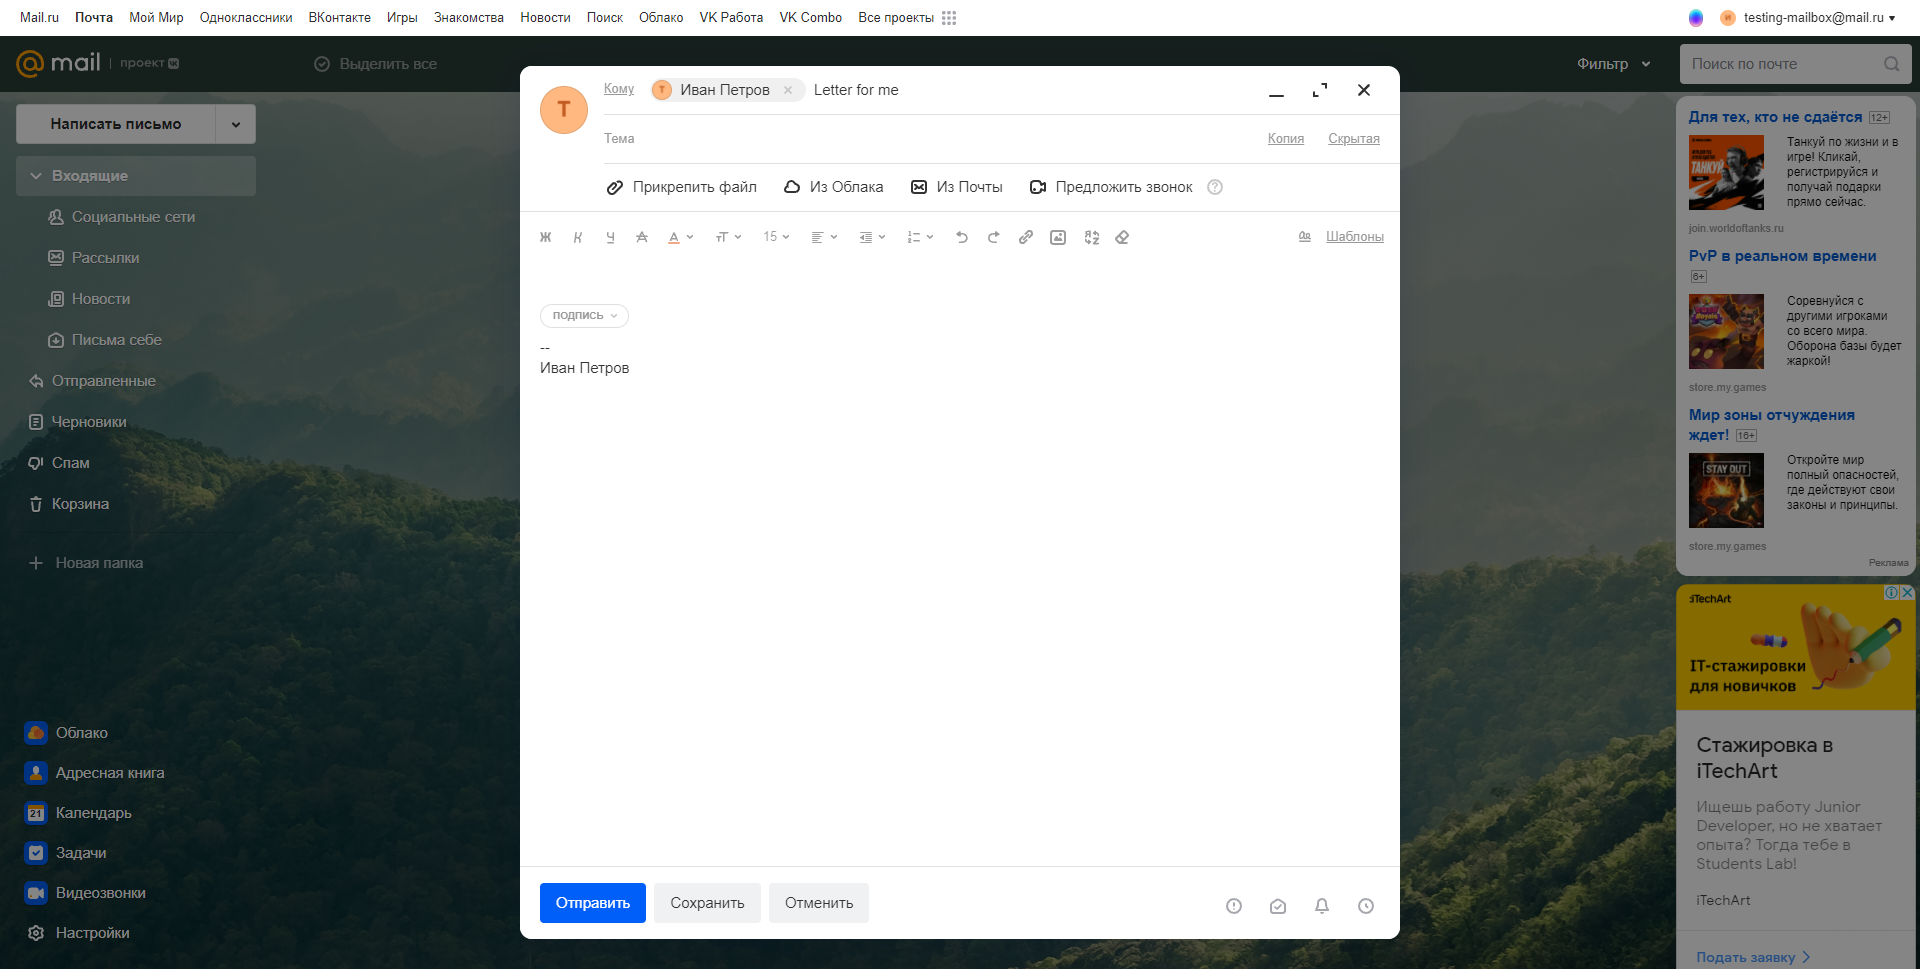 Mail.ru Почта Мой Мир Одноклассники ВКонтакте Игры Знакомства Новости Поиск Облако VK Работа VK Combo Все проекты
testing-mailbox@mail.ru
mail проект
Выделить все
Фильтр
Поиск по почте
Написать письмо
Входящие
Социальные сети
Рассылки
Новости
Письма себе
Отправленные
Черновики
Спам
Корзина
Новая папка
Облако
Адресная книга
21 Календарь
Задачи
Видеозвонки
Настройки
Т
Кому Т Иван Петров Letter for me
Тема Копия Скрытая
Прикрепить файл Из Облака Из Почты Предложить звонок ?
Ж К Ч А А тТ 15 Шаблоны
ПОДПИСЬ
--
Иван Петров
Отправить Сохранить Отменить
Для тех, кто не сдаётся 12+
ТАНКУЙ
Танкуй по жизни и в
игре! Кликай,
регистрируйся и
получай подарки
прямо сейчас.
join.worldoftanks.ru
PvP в реальном времени
6+
Соревнуйся с
другими игроками
со всего мира.
Оборона базы будет
жаркой!
store.my.games
Мир зоны отчуждения
ждет! 16+
STAY OUT
Откройте мир
полный опасностей,
где действуют свои
законы и принципы.
store.my.games
Реклама
iTechArt
IT-стажировки
для новичков
Стажировка в
iTechArt
Ищешь работу Junior
Developer, но не хватает
опыта? Тогда тебе в
Students Lab!
iTechArt
Подать заявку